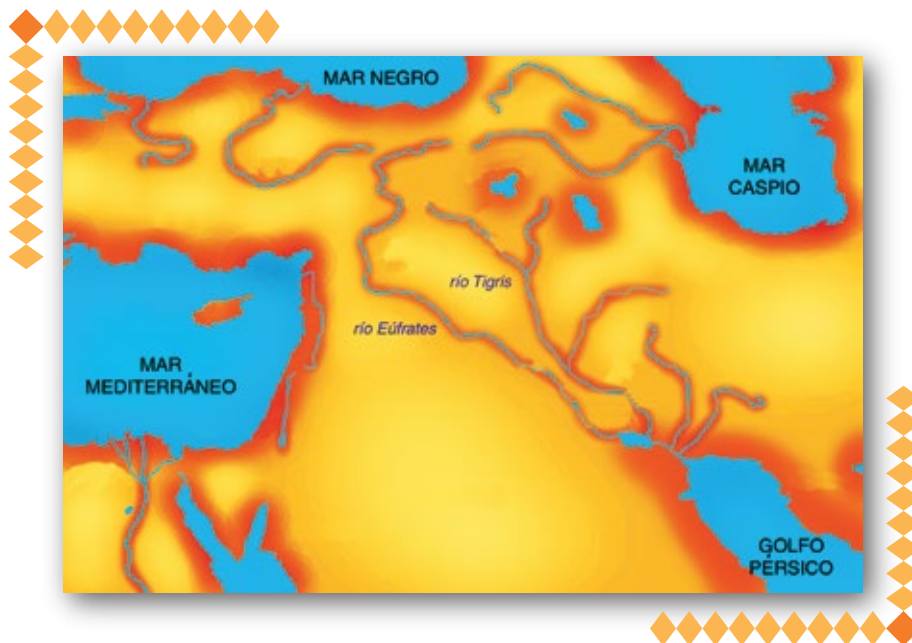 MAR NEGRO
MAR
CASPIO
río Tigris
río Eúfrates
MAR
MEDITERRÁNEO
GOLFO
PÉRSICO